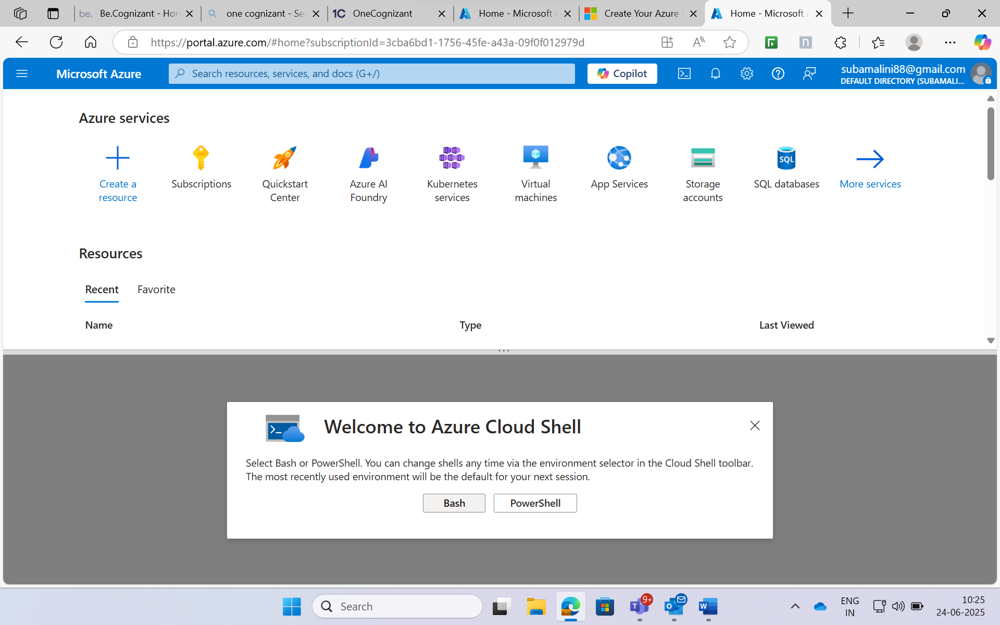 be. Be.Cognizant - Hor
one cognizant - Se
1C OneCognizant
Home - Microsoft A
Create Your Azure
Home - Microsoft A
https://portal.azure.com/#home?subscriptionId=3cba6bd1-1756-45fe-a43a-09f0f012979d
n
Microsoft Azure
Search resources, services, and docs (G+/)
Copilot
subamalini88@gmail.com
DEFAULT DIRECTORY (SUBAMALI...
Azure services
Create a
resource
Subscriptions
Quickstart
Center
Azure AI
Foundry
Kubernetes
services
Virtual
machines
App Services
Storage
accounts
SQL
SQL databases
More services
Resources
Recent
Favorite
Name
Type
Last Viewed
Welcome to Azure Cloud Shell
Select Bash or PowerShell. You can change shells any time via the environment selector in the Cloud Shell toolbar.
The most recently used environment will be the default for your next session.
Bash
PowerShell
Search
9+
ENG
IN
10:25
24-06-2025